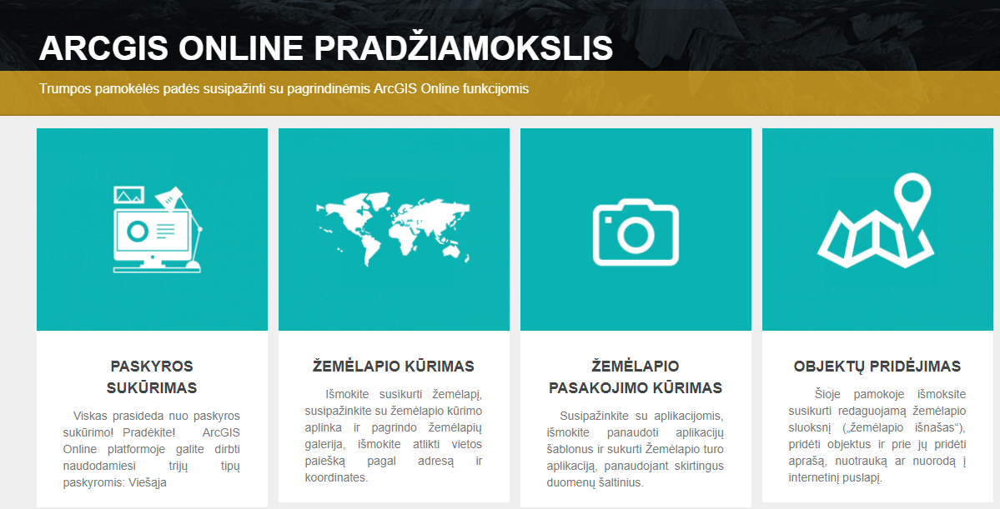 ARCGIS ONLINE PRADŽIAMOKSLIS
Trumpos pamokėlės padės susipažinti su pagrindinėmis ArcGIS Online funkcijomis
PASKYROS
SUKŪRIMAS
Viskas prasideda nuo paskyros
sukūrimo! Pradėkite! ArcGIS
Online platformoje galite dirbti
naudodamiesi trijų tipų
paskyromis: Viešąja
ŽEMĖLAPIO KŪRIMAS
Išmokite susikurti žemėlapį,
susipažinkite su žemėlapio kūrimo
aplinka ir pagrindo žemėlapių
galerija, išmokite atlikti vietos
paiešką pagal adresą ir
koordinates.
ŽEMĖLAPIO
PASAKOJIMO KŪRIMAS
Susipažinkite su aplikacijomis,
išmokite panaudoti aplikacijų
šablonus ir sukurti Žemėlapio turo
aplikaciją, panaudojant skirtingus
duomenų šaltinius.
OBJEKTŲ PRIDĖJIMAS
Šioje pamokoje išmoksite
susikurti redaguojamą žemėlapio
sluoksnį („žemėlapio išnašas“),
pridėti objektus ir prie jų pridėti
aprašą, nuotrauką ar nuorodą į
internetinį puslapį.